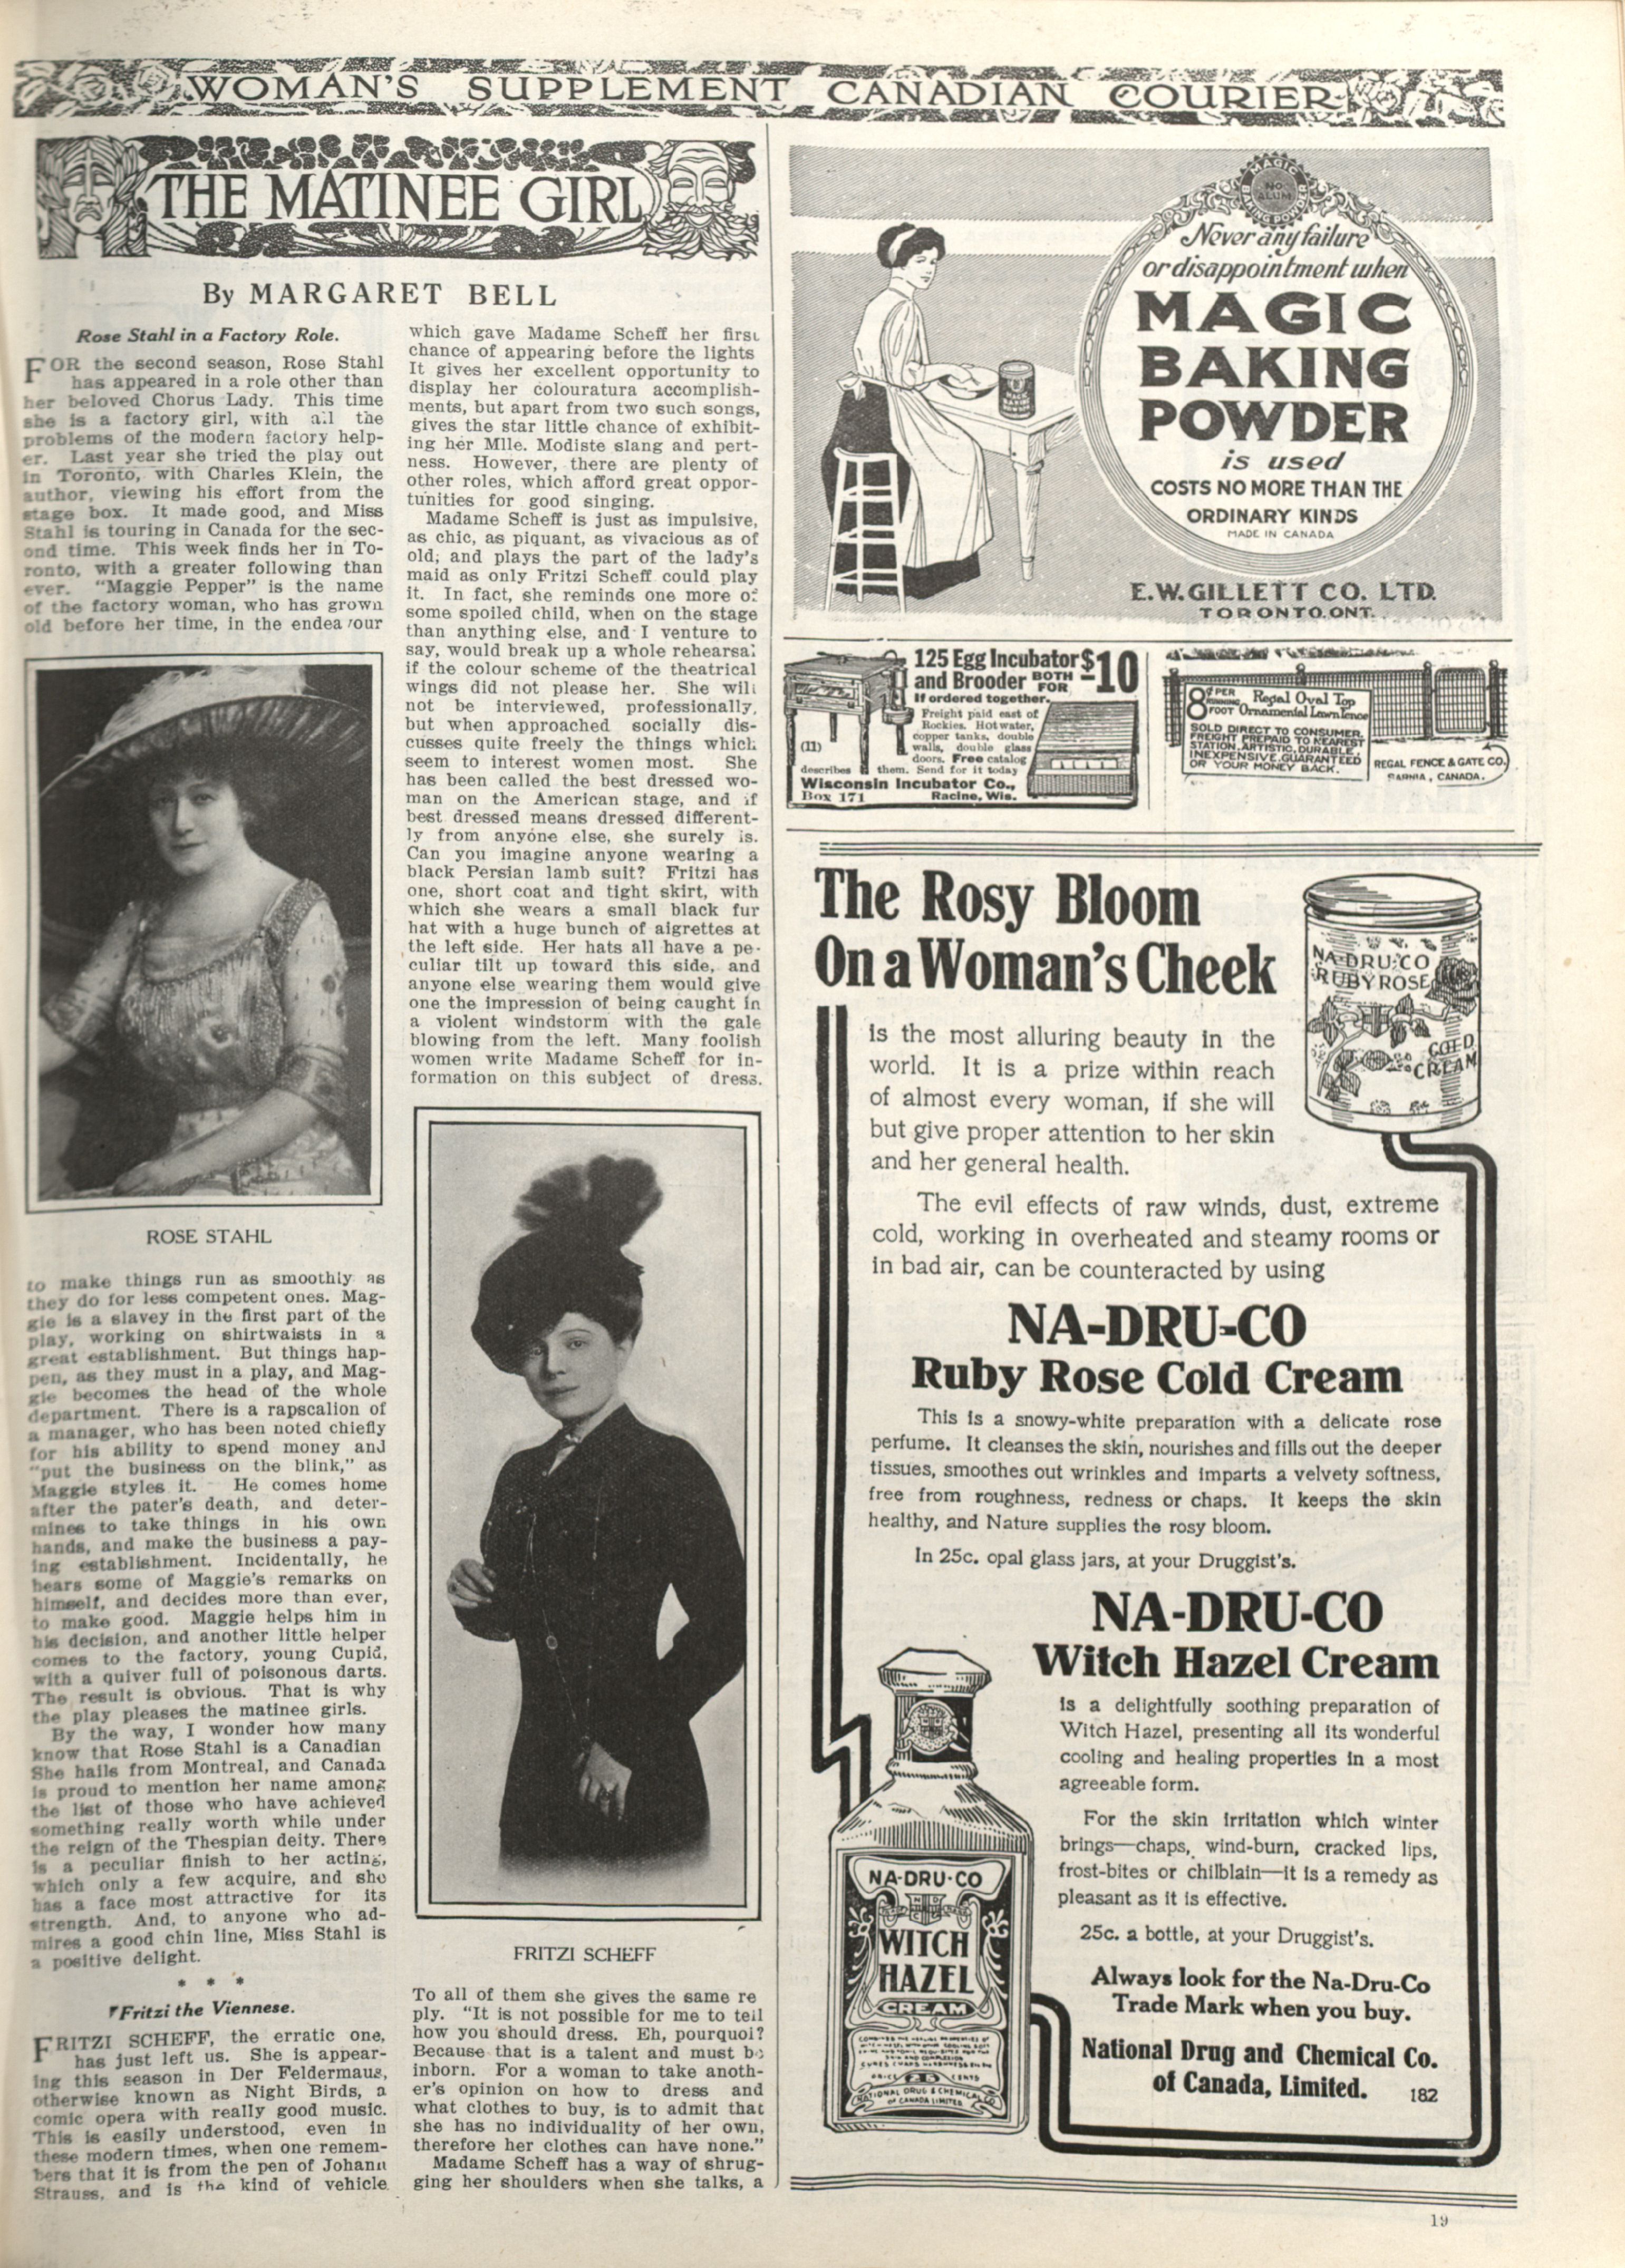 WOMAN'S SUPPLEMENT CANADIAN COURIER
THE MATINEE GIRL
By MARGARET BELL
Rose Stahl in a Factory Role.
FOR the second season, Rose Stahl
has appeared in a role other than
her beloved Chorus Lady. This time
she is a factory girl, with all the
problems of the modern factory help-
er. Last year she tried the play out
in Toronto, with Charles Klein, the
author, viewing his effort from the
stage box. It made good, and Miss
Stahl is touring in Canada for the sec-
ond time. This week finds her in To-
ronto, with a greater following than
ever. "Maggie Pepper" is the name
of the factory woman, who has grown
old before her time, in the endeavour
ROSE STAHL
to make things run as smoothly as
they do for less competent ones. Mag-
gie is a slavey in the first part of the
play, working on shirtwaists in a
great establishment. But things hap-
pen, as they must in a play, and Mag-
gie becomes the head of the whole
department. There is a rapscalion of
a manager, who has been noted chiefly
for his ability to spend money and
"put the business on the blink," as
Maggie styles it. He comes home
after the pater's death, and deter-
mines to take things in his own
hands, and make the business a pay-
ing establishment. Incidentally, he
hears some of Maggie's remarks on
himself, and decides more than ever,
to make good. Maggie helps him in
his decision, and another little helper
comes to the factory, young Cupid,
with a quiver full of poisonous darts.
The result is obvious. That is why
the play pleases the matinee girls.
By the way, I wonder how many
know that Rose Stahl is a Canadian
She hails from Montreal, and Canada
is proud to mention her name among
the list of those who have achieved
something really worth while under
the reign of the Thespian deity. There
is a peculiar finish to her acting,
which only a few acquire, and she
has a face most attractive for its
strength. And, to anyone who ad-
mires a good chin line, Miss Stahl is
a positive delight.
* * *
Fritzi the Viennese.
FRITZI SCHEFF, the erratic one,
has just left us. She is appear-
ing this season in Der Feldermaus,
otherwise known as Night Birds, a
comic opera with really good music.
This is easily understood, even in
these modern times, when one remem-
bers that it is from the pen of Johann
Strauss, and is the kind of vehicle
which gave Madame Scheff her first
chance of appearing before the lights
It gives her excellent opportunity to
display her colouratura accomplish-
ments, but apart from two such songs,
gives the star little chance of exhibit-
ing her Mlle. Modiste slang and pert-
ness. However, there are plenty of
other roles, which afford great oppor-
tunities for good singing.
Madame Scheff is just as impulsive,
as chic, as piquant, as vivacious as of
old; and plays the part of the lady's
maid as only Fritzi Scheff could play
it. In fact, she reminds one more of
some spoiled child, when on the stage
than anything else, and I venture to
say, would break up a whole rehearsal
if the colour scheme of the theatrical
wings did not please her. She will
not be interviewed, professionally,
but when approached socially dis-
cusses quite freely the things which
seem to interest women most. She
has been called the best dressed wo-
man on the American stage, and if
best dressed means dressed different-
ly from anyone else, she surely is.
Can you imagine anyone wearing a
black Persian lamb suit? Fritzi has
one, short coat and tight skirt, with
which she wears a small black fur
hat with a huge bunch of aigrettes at
the left side. Her hats all have a pe-
culiar tilt up toward this side, and
anyone else wearing them would give
one the impression of being caught in
a violent windstorm with the gale
blowing from the left. Many foolish
women write Madame Scheff for in-
formation on this subject of dress.
FRITZI SCHEFF
To all of them she gives the same re
ply. "It is not possible for me to tell
how you should dress. Eh, pourquoi?
Because that is a talent and must be
inborn. For a woman to take anoth-
er's opinion on how to dress and
what clothes to buy, is to admit that
she has no individuality of her own,
therefore her clothes can have none."
Madame Scheff has a way of shrug-
ging her shoulders when she talks, a
MAGIC
NO
ALUM
BAKING POWDER
Never any failure
or disappointment when
MAGIC
BAKING
POWDER
is used
COSTS NO MORE THAN THE
ORDINARY KINDS
MADE IN CANADA
E.W.GILLETT CO. LTD.
TORONTO.ONT.
125 Egg Incubator $10
and Brooder BOTH FOR
If ordered together.
Freight paid east of
Rockies. Hot water,
copper tanks, double
walls, double glass
doors. Free catalog
(11)
describes them. Send for it today
Wisconsin Incubator Co.,
Box 171 Racine, Wis.
8¢ PER RUNNING FOOT Regal Oval Top
Ornamental Lawn Fence
SOLD DIRECT TO CONSUMER,
FREIGHT PREPAID TO NEAREST
STATION, ARTISTIC, DURABLE,
INEXPENSIVE, GUARANTEED
OR YOUR MONEY BACK.
REGAL FENCE & GATE CO.
SARNIA, CANADA.
The Rosy Bloom
On a Woman's Cheek
NA-DRU-CO
RUBY ROSE
COLD
CREAM
is the most alluring beauty in the
world. It is a prize within reach
of almost every woman, if she will
but give proper attention to her skin
and her general health.
The evil effects of raw winds, dust, extreme
cold, working in overheated and steamy rooms or
in bad air, can be counteracted by using
NA-DRU-CO
Ruby Rose Cold Cream
This is a snowy-white preparation with a delicate rose
perfume. It cleanses the skin, nourishes and fills out the deeper
tissues, smoothes out wrinkles and imparts a velvety softness,
free from roughness, redness or chaps. It keeps the skin
healthy, and Nature supplies the rosy bloom.
In 25c. opal glass jars, at your Druggist's.
NA-DRU-CO
Witch Hazel Cream
is a delightfully soothing preparation of
Witch Hazel, presenting all its wonderful
cooling and healing properties in a most
agreeable form.
For the skin irritation which winter
brings—chaps, wind-burn, cracked lips,
frost-bites or chilblain—it is a remedy as
pleasant as it is effective.
25c. a bottle, at your Druggist's.
Always look for the Na-Dru-Co
Trade Mark when you buy.
National Drug and Chemical Co.
of Canada, Limited. 182
NA-DRU-CO
WITCH
HAZEL
CREAM
PRICE 25 CENTS
NATIONAL DRUG & CHEMICAL CO.
OF CANADA LIMITED
19